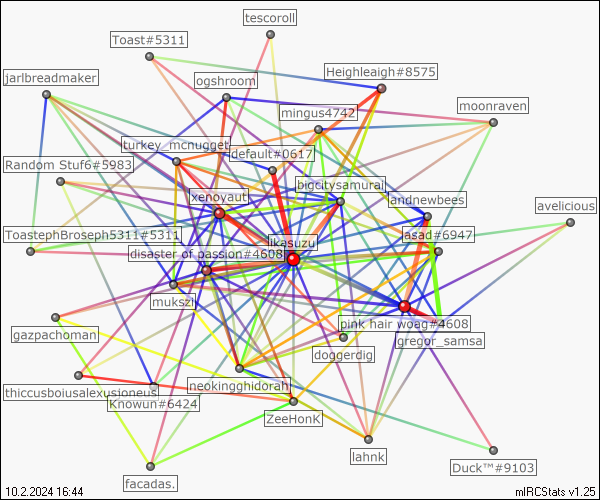 tescoroll
Toast#5311
Heighleaigh#8575
jarlbreadmaker
ogshroom
moonraven
mingus4742
turkey_mcnugget
default#0617
Random Stuf6#5983
bigcitysamurai
xenoyaut
andnewbees
avelicious
ToastephBroseph5311#5311
asad#6947
likesuzu
disaster of passion#4608
mukszi
pink hair woag#4608
gazpachoman
gregor_samsa
doggerdig
neokingghidorah
thiccusboiusalexusioneus
Knowun#6424
ZeeHonK
lahnk
Duck™#9103
facadas.
10.2.2024 16:44
mIRCStats v1.25